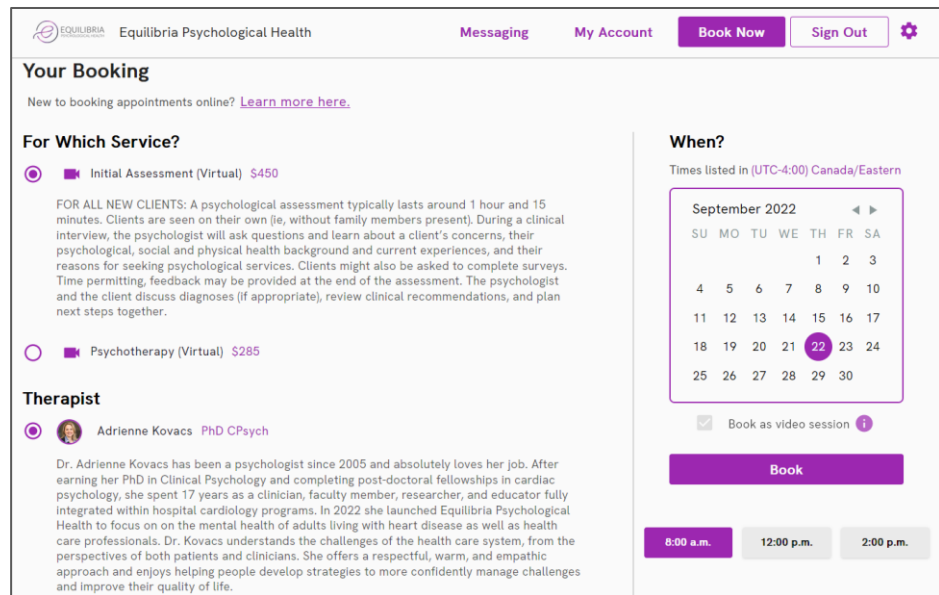 EQUILIBRIA
PSYCHOLOGICAL HEALTH
Equilibria Psychological Health
Messaging
My Account
Book Now
Sign Out
Your Booking
New to booking appointments online? Learn more here.
For Which Service?
Initial Assessment (Virtual) $450
FOR ALL NEW CLIENTS: A psychological assessment typically lasts around 1 hour and 15
minutes. Clients are seen on their own (ie, without family members present). During a clinical
interview, the psychologist will ask questions and learn about a client's concerns, their
psychological, social and physical health background and current experiences, and their
reasons for seeking psychological services. Clients might also be asked to complete surveys.
Time permitting, feedback may be provided at the end of the assessment. The psychologist
and the client discuss diagnoses (if appropriate), review clinical recommendations, and plan
next steps together.
Psychotherapy (Virtual) $285
Therapist
Adrienne Kovacs PhD CPsych
Dr. Adrienne Kovacs has been a psychologist since 2005 and absolutely loves her job. After
earning her PhD in Clinical Psychology and completing post-doctoral fellowships in cardiac
psychology, she spent 17 years as a clinician, faculty member, researcher, and educator fully
integrated within hospital cardiology programs. In 2022 she launched Equilibria Psychological
Health to focus on on the mental health of adults living with heart disease as well as health
care professionals. Dr. Kovacs understands the challenges of the health care system, from the
perspectives of both patients and clinicians. She offers a respectful, warm, and empathic
approach and enjoys helping people develop strategies to more confidently manage challenges
and improve their quality of life.
When?
Times listed in (UTC-4:00) Canada/Eastern
September 2022
SU MO TU WE TH FR SA
1 2 3
4 5 6 7 8 9 10
11 12 13 14 15 16 17
18 19 20 21 22 23 24
25 26 27 28 29 30
Book as video session i
Book
8:00 a.m.
12:00 p.m.
2:00 p.m.